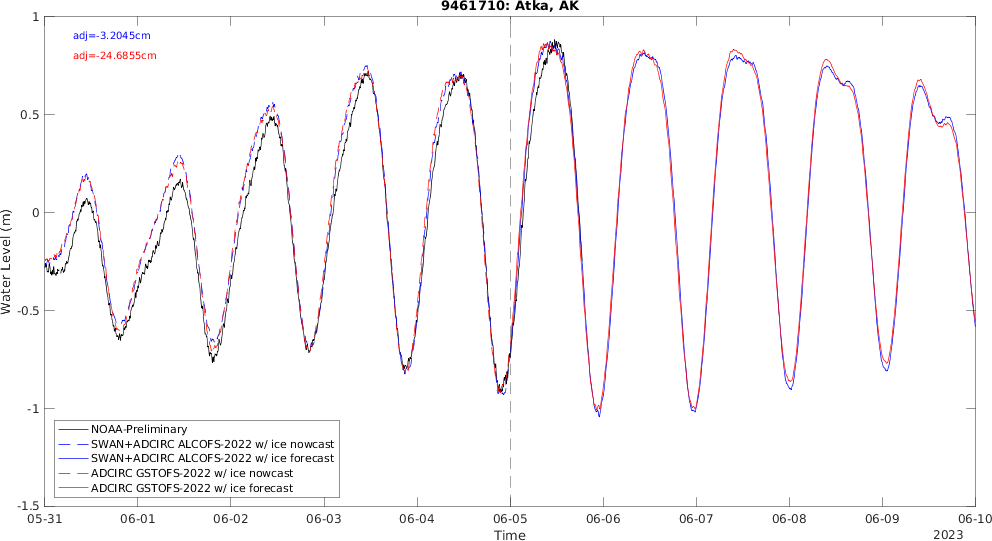 9461710: Atka, AK
adj=-3.2045cm
adj=-24.6855cm
1
0.5
0
-0.5
-1
-1.5
Water Level (m)
NOAA-Preliminary
SWAN+ADCIRC ALCOFS-2022 w/ ice nowcast
SWAN+ADCIRC ALCOFS-2022 w/ ice forecast
ADCIRC GSTOFS-2022 w/ ice nowcast
ADCIRC GSTOFS-2022 w/ ice forecast
05-31 06-01 06-02 06-03 06-04 06-05 06-06 06-07 06-08 06-09 06-10
Time
2023